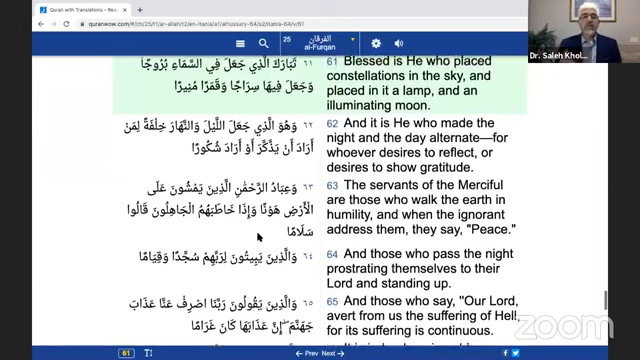 Quran with Translations - Rea
quranwow.com/#/ch/25/t1/ar-allah/t2/en-itania/a1/alhussary-64/a2/itania-64/v/61
25
الفرقان
al-Furqan
٦١ تَبَارَكَ الَّذِي جَعَلَ فِي السَّمَاءِ بُرُوجًا
وَجَعَلَ فِيهَا سِرَاجًا وَقَمَرًا مُنِيرًا
61 Blessed is He who placed
constellations in the sky, and
placed in it a lamp, and an
illuminating moon.
٦٢ وَهُوَ الَّذِي جَعَلَ اللَّيْلَ وَالنَّهَارَ خِلْفَةً لِمَنْ
أَرَادَ أَنْ يَذَّكَّرَ أَوْ أَرَادَ شُكُورًا
62 And it is He who made the
night and the day alternate—for
whoever desires to reflect, or
desires to show gratitude.
٦٣ وَعِبَادُ الرَّحْمَٰنِ الَّذِينَ يَمْشُونَ عَلَى
الْأَرْضِ هَوْنًا وَإِذَا خَاطَبَهُمُ الْجَاهِلُونَ قَالُوا
سَلَامًا
63 The servants of the Merciful
are those who walk the earth in
humility, and when the ignorant
address them, they say, "Peace."
٦٤ وَالَّذِينَ يَبِيتُونَ لِرَبِّهِمْ سُجَّدًا وَقِيَامًا
64 And those who pass the night
prostrating themselves to their
Lord and standing up.
٦٥ وَالَّذِينَ يَقُولُونَ رَبَّنَا اصْرِفْ عَنَّا عَذَابَ
جَهَنَّمَ ۖ إِنَّ عَذَابَهَا كَانَ غَرَامًا
65 And those who say, "Our Lord,
avert from us the suffering of Hell,
for its suffering is continuous.
61
Prev
Next
Dr. Saleh Khol..
zoom